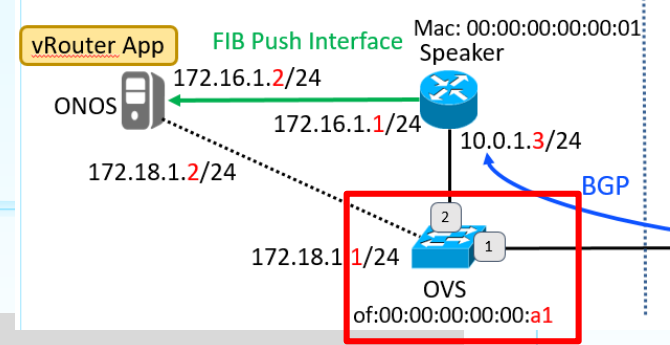 Mac: 00:00:00:00:00:01
vRouter App
FIB Push Interface
Speaker
172.16.1.2/24
ONOS
172.16.1.1/24
10.0.1.3/24
172.18.1.2/24
BGP
2
1
172.18.1.1/24
OVS
of:00:00:00:00:00:a1